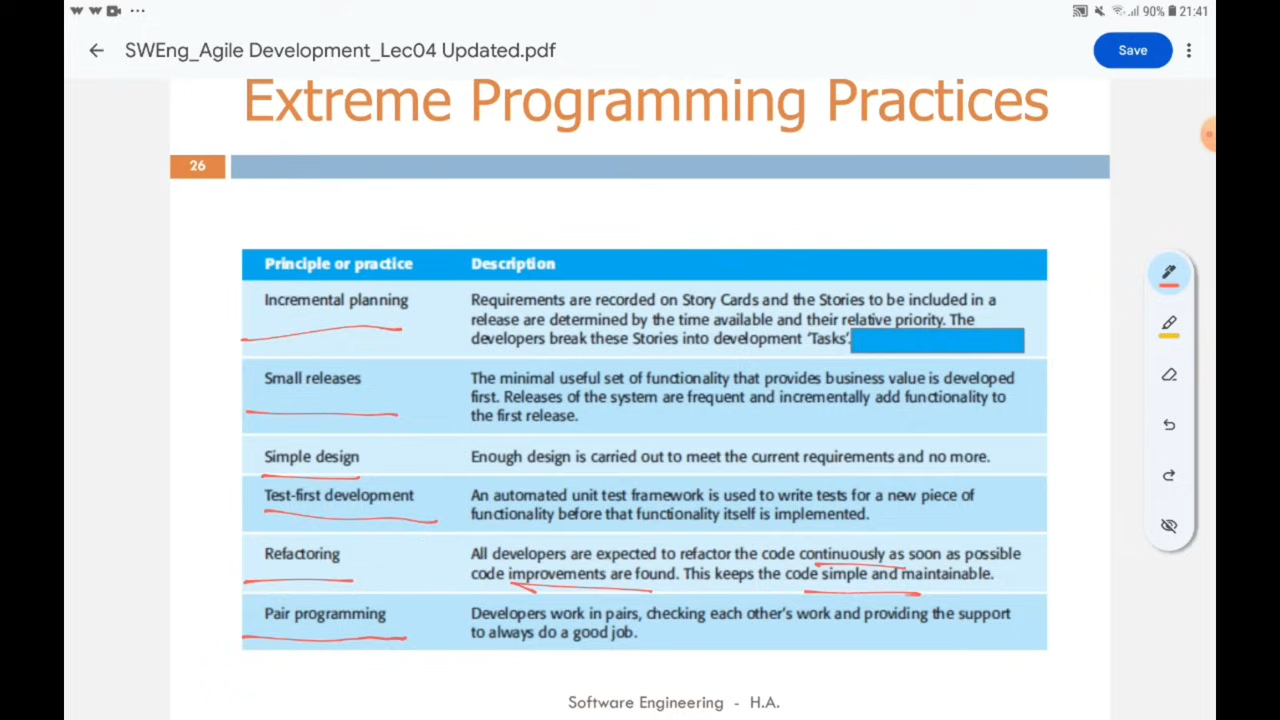 90% 21:41
SWEng_Agile Development_Lec04 Updated.pdf
Save
Extreme Programming Practices
26
Principle or practice Description
Incremental planning Requirements are recorded on Story Cards and the Stories to be included in a
release are determined by the time available and their relative priority. The
developers break these Stories into development 'Tasks'.
Small releases The minimal useful set of functionality that provides business value is developed
first. Releases of the system are frequent and incrementally add functionality to
the first release.
Simple design Enough design is carried out to meet the current requirements and no more.
Test-first development An automated unit test framework is used to write tests for a new piece of
functionality before that functionality itself is implemented.
Refactoring All developers are expected to refactor the code continuously as soon as possible
code improvements are found. This keeps the code simple and maintainable.
Pair programming Developers work in pairs, checking each other's work and providing the support
to always do a good job.
Software Engineering - H.A.